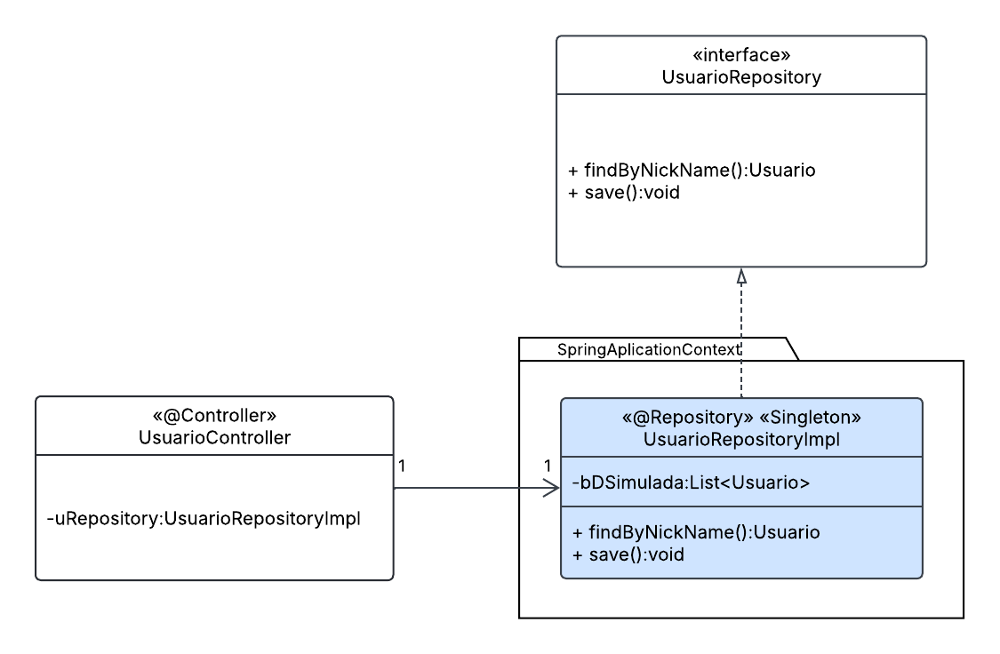 «interface»
UsuarioRepository
+ findByNickName():Usuario
+ save():void
SpringAplicationContext
«@Controller»
UsuarioController
-uRepository:UsuarioRepositoryImpl
1
1
«@Repository» «Singleton»
UsuarioRepositoryImpl
-bDSimulada:List<Usuario>
+ findByNickName():Usuario
+ save():void